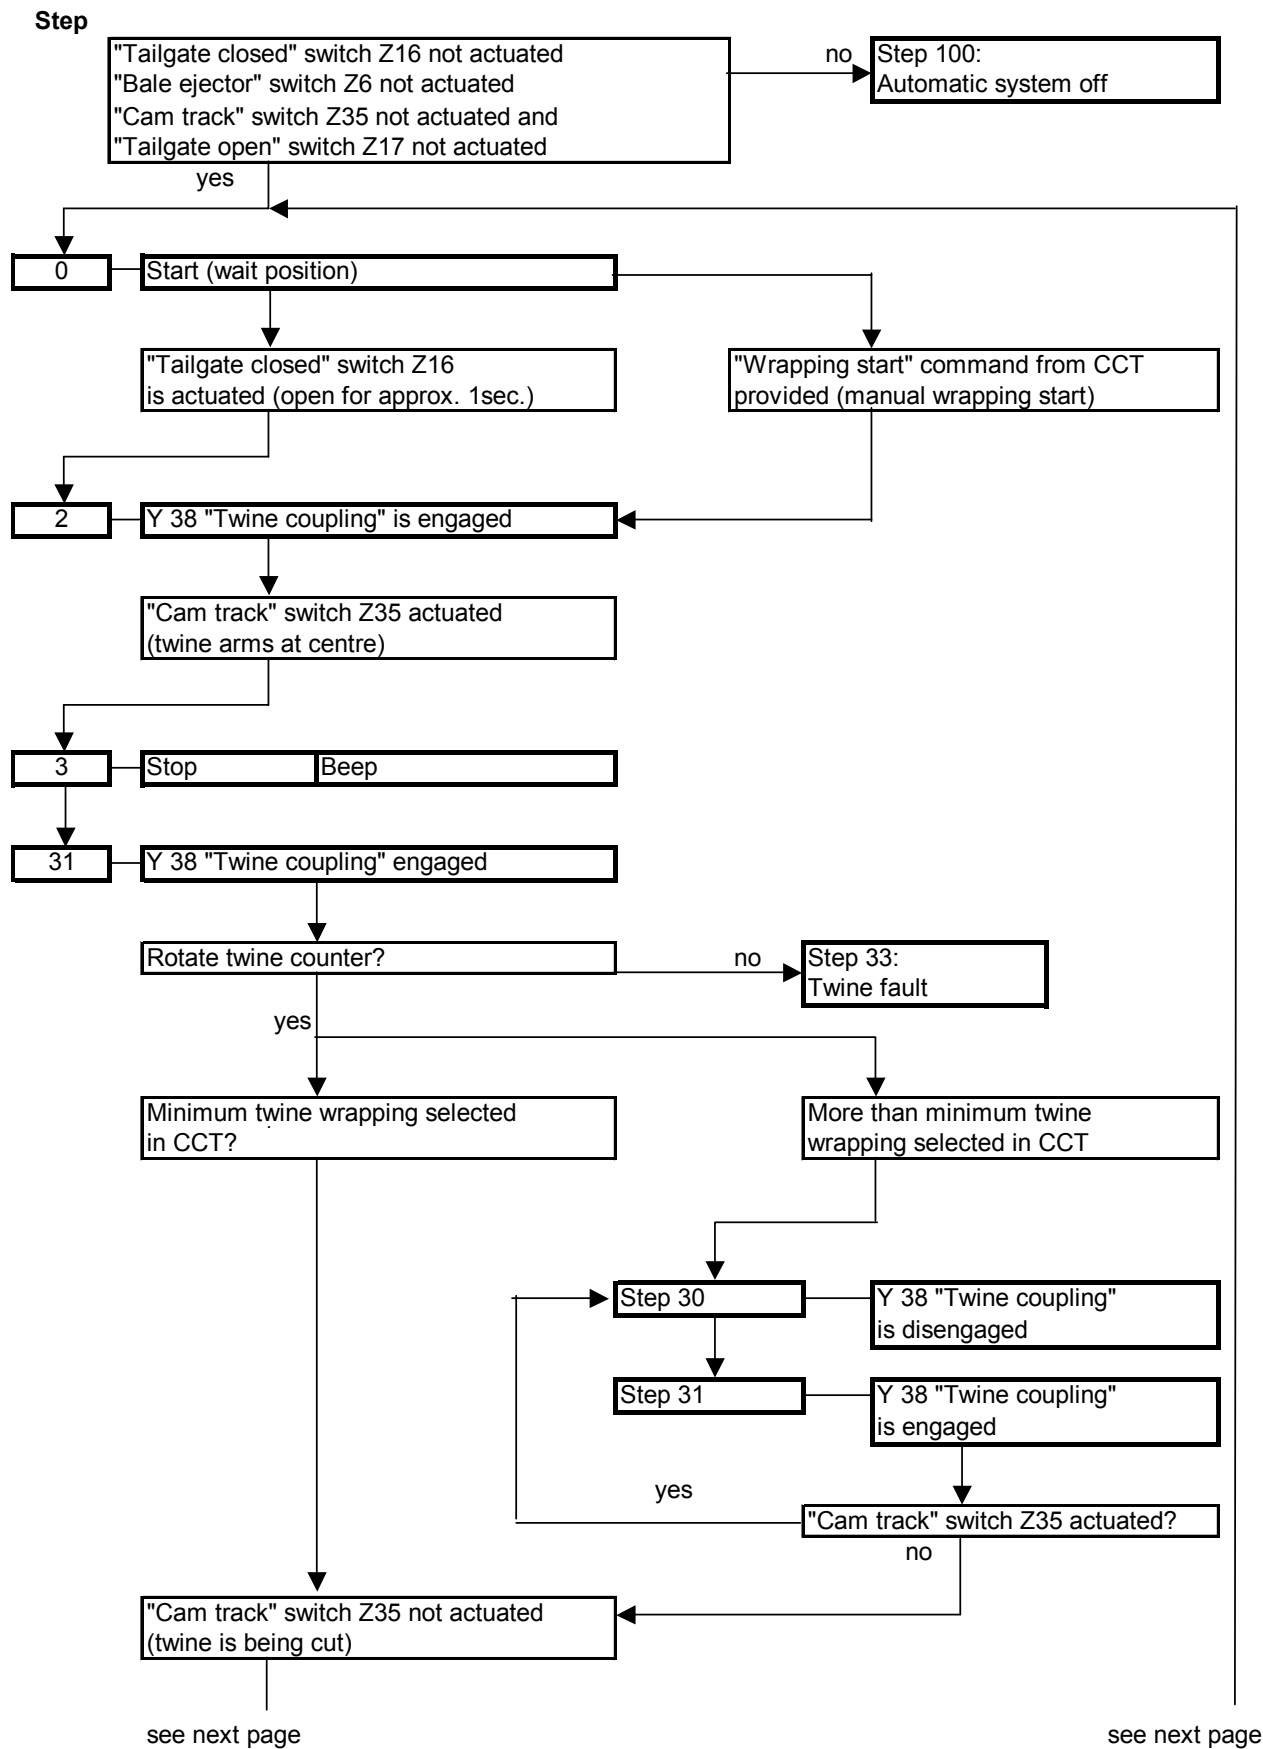 Step
"Tailgate closed" switch Z16 not actuated
"Bale ejector" switch Z6 not actuated
"Cam track" switch Z35 not actuated and
"Tailgate open" switch Z17 not actuated
no
Step 100:
Automatic system off
yes
0
Start (wait position)
"Tailgate closed" switch Z16
is actuated (open for approx. 1sec.)
"Wrapping start" command from CCT
provided (manual wrapping start)
2
Y 38 "Twine coupling" is engaged
"Cam track" switch Z35 actuated
(twine arms at centre)
3
Stop
Beep
31
Y 38 "Twine coupling" engaged
Rotate twine counter?
no
Step 33:
Twine fault
yes
Minimum twine wrapping selected
in CCT?
More than minimum twine
wrapping selected in CCT
Step 30
Y 38 "Twine coupling"
is disengaged
Step 31
Y 38 "Twine coupling"
is engaged
yes
"Cam track" switch Z35 actuated?
no
"Cam track" switch Z35 not actuated
(twine is being cut)
see next page
see next page